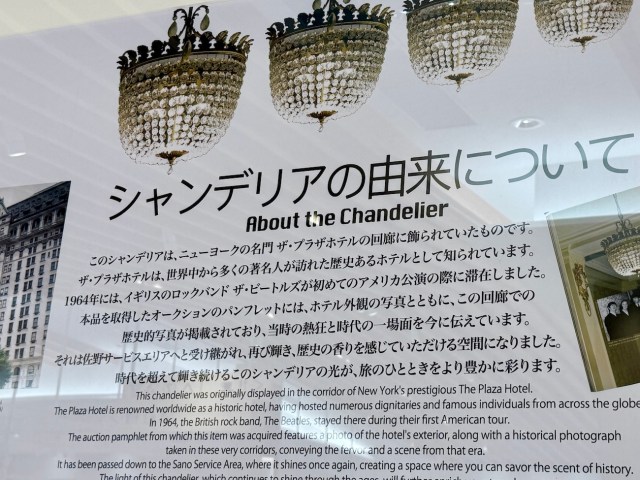 シャンデリアの由来について
About the Chandelier
このシャンデリアは、ニューヨークの名門 ザ・プラザホテルの回廊に飾られていたものです。
ザ・プラザホテルは、世界中から多くの著名人が訪れた歴史あるホテルとして知られています。
1964年には、イギリスのロックバンド ザ・ビートルズが初めてのアメリカ公演の際に滞在しました。
本品を取得したオークションのパンフレットには、ホテル外観の写真とともに、この回廊での
歴史的写真が掲載されており、当時の熱狂と時代の一場面を今に伝えています。
それは佐野サービスエリアへと受け継がれ、再び輝き、歴史の香りを感じていただける空間になりました。
時代を超えて輝き続けるこのシャンデリアの光が、旅のひとときをより豊かに彩ります。
This chandelier was originally displayed in the corridor of New York's prestigious The Plaza Hotel.
The Plaza Hotel is renowned worldwide as a historic hotel, having hosted numerous dignitaries and famous individuals from across the globe
In 1964, the British rock band, The Beatles, stayed there during their first American tour.
The auction pamphlet from which this item was acquired features a photo of the hotel's exterior, along with a historical photograph
taken in these very corridors, conveying the fervor and a scene from that era.
It has been passed down to the Sano Service Area, where it shines once again, creating a space where you can savor the scent of history.
The light of this chandelier, which continues to shine through the ages, will further enrich